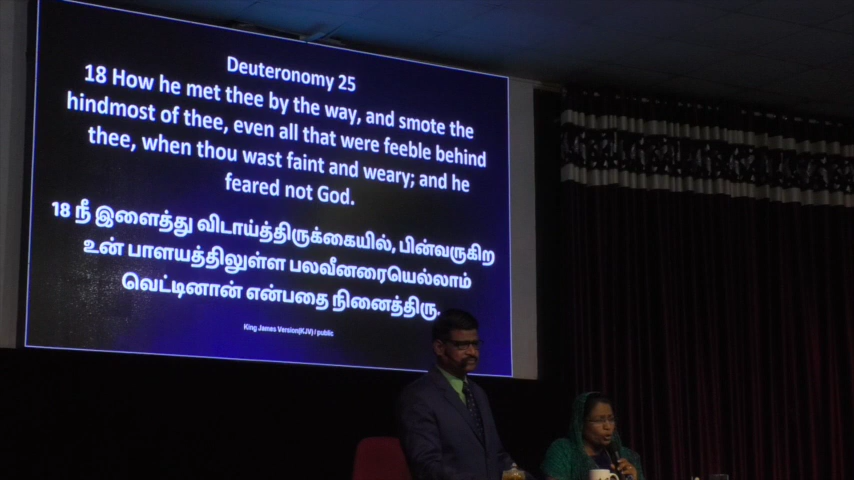 Deuteronomy 25
18 How he met thee by the way, and smote the
hindmost of thee, even all that were feeble behind
thee, when thou wast faint and weary; and he
feared not God.
18 நீ இளைத்து விடாய்த்திருக்கையில், பின்வருகிற
உன் பாளயத்திலுள்ள பலவீனரையெல்லாம்
வெட்டினான் என்பதை நினைத்திரு.
King James Version(KJV) / public